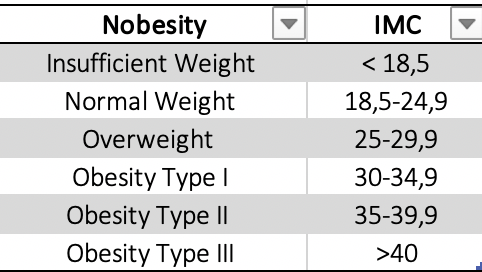 Nobesity IMC
Insufficient Weight < 18,5
Normal Weight 18,5-24,9
Overweight 25-29,9
Obesity Type I 30-34,9
Obesity Type II 35-39,9
Obesity Type III >40